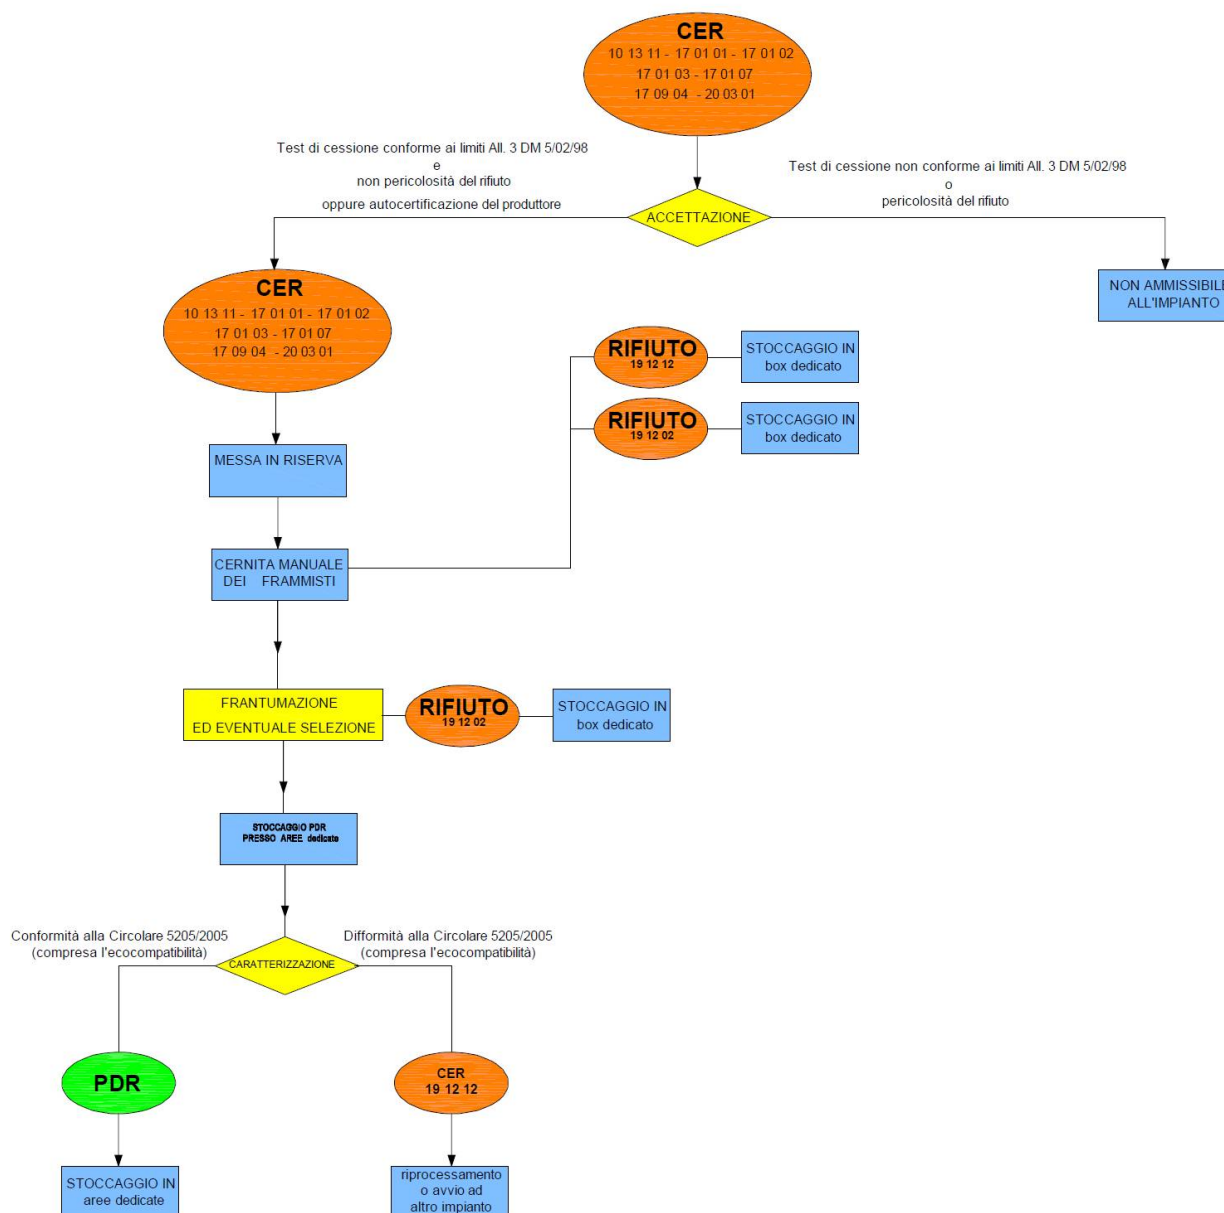 CER
10 13 11 - 17 01 01 - 17 01 02
17 01 03 - 17 01 07
17 09 04 - 20 03 01
Test di cessione conforme ai limiti All. 3 DM 5/02/98
e
non pericolosità del rifiuto
oppure autocertificazione del produttore
Test di cessione non conforme ai limiti All. 3 DM 5/02/98
o
pericolosità del rifiuto
ACCETTAZIONE
NON AMMISSIBILE
ALL'IMPIANTO
CER
10 13 11 - 17 01 01 - 17 01 02
17 01 03 - 17 01 07
17 09 04 - 20 03 01
RIFIUTO
19 12 12
STOCCAGGIO IN
box dedicato
RIFIUTO
19 12 02
STOCCAGGIO IN
box dedicato
MESSA IN RISERVA
CERNITA MANUALE
DEI FRAMMISTI
FRANTUMAZIONE
ED EVENTUALE SELEZIONE
RIFIUTO
19 12 02
STOCCAGGIO IN
box dedicato
STOCCAGGIO PDR
PRESSO AREE dedicate
Conformità alla Circolare 5205/2005
(compresa l'ecocompatibilità)
Difformità alla Circolare 5205/2005
(compresa l'ecocompatibilità)
CARATTERIZZAZIONE
PDR
CER
19 12 12
STOCCAGGIO IN
aree dedicate
riprocessamento
o avvio ad
altro impianto